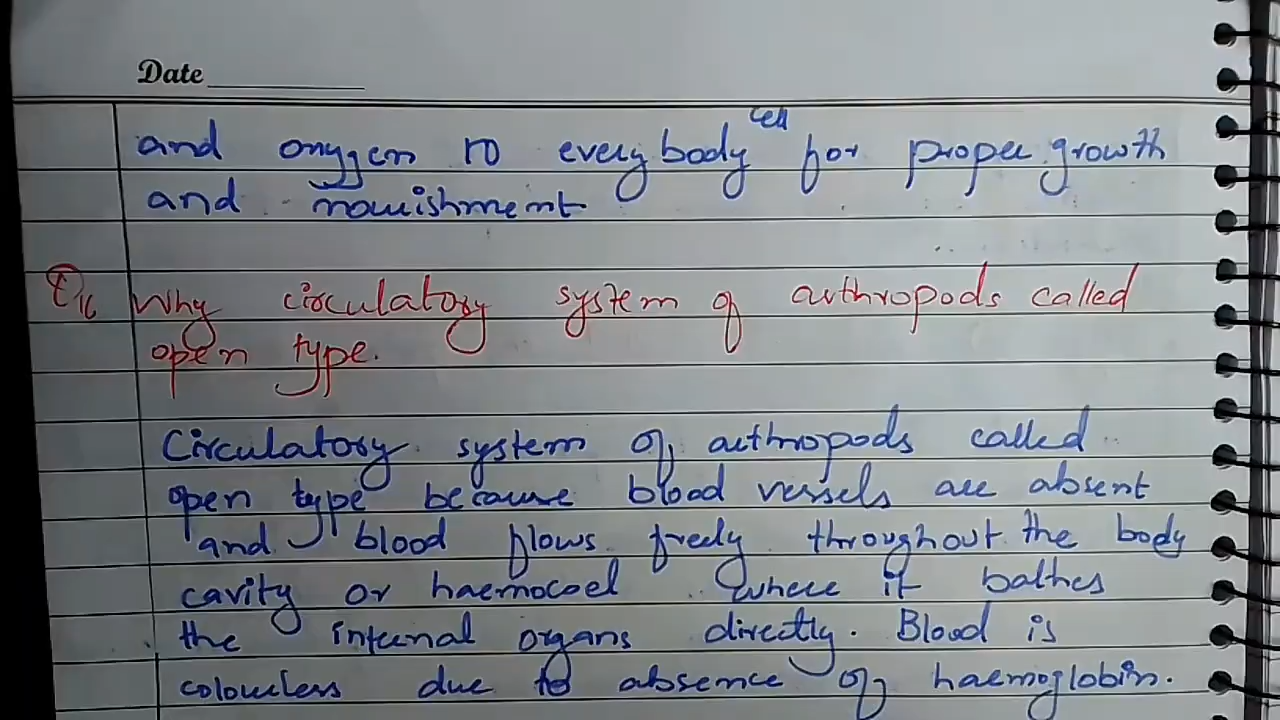 Date
and oxygen to every body cell for proper growth
and nourishment
Q16 Why circulatory system of arthropods called
open type.
Circulatory system of arthropods called
open type because blood vessels are absent
and blood flows freely throughout the body
cavity or haemocoel where it bathes
the internal organs directly. Blood is
colourless due to absence of haemoglobin.